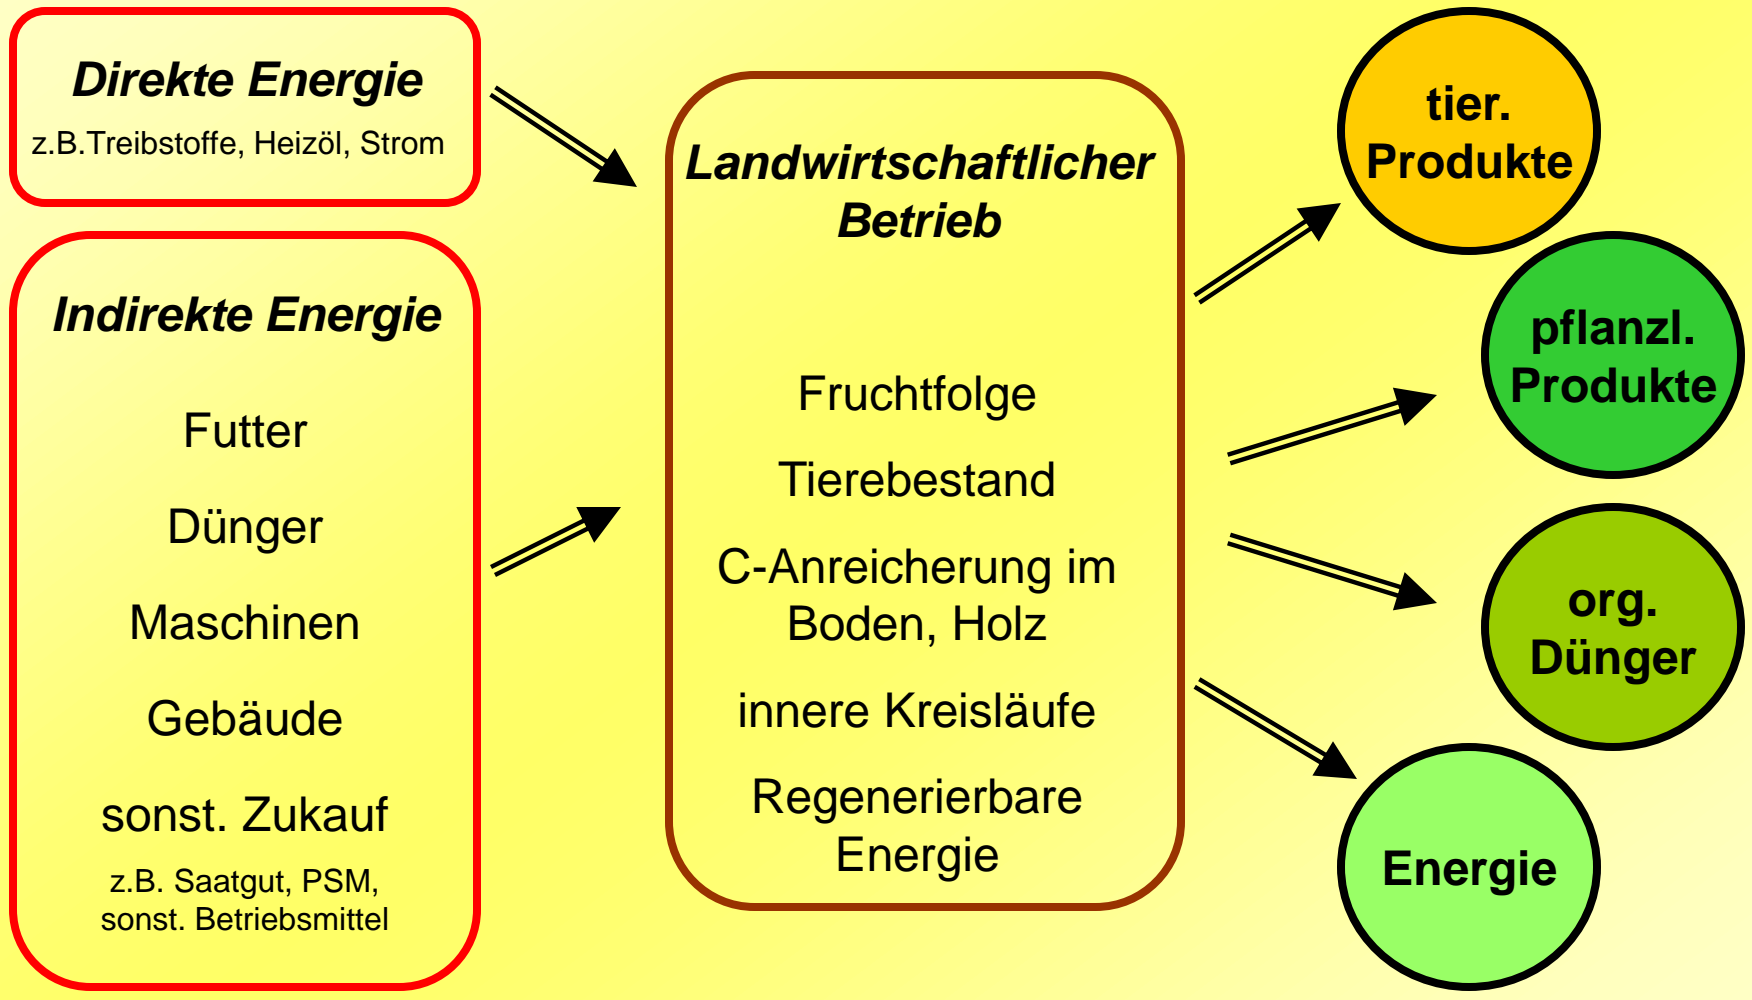 Direkte Energie
z.B.Treibstoffe, Heizöl, Strom
Indirekte Energie
Futter
Dünger
Maschinen
Gebäude
sonst. Zukauf
z.B. Saatgut, PSM,
sonst. Betriebsmittel
Landwirtschaftlicher
Betrieb
Fruchtfolge
Tierebestand
C-Anreicherung im
Boden, Holz
innere Kreisläufe
Regenerierbare
Energie
tier.
Produkte
pflanzl.
Produkte
org.
Dünger
Energie